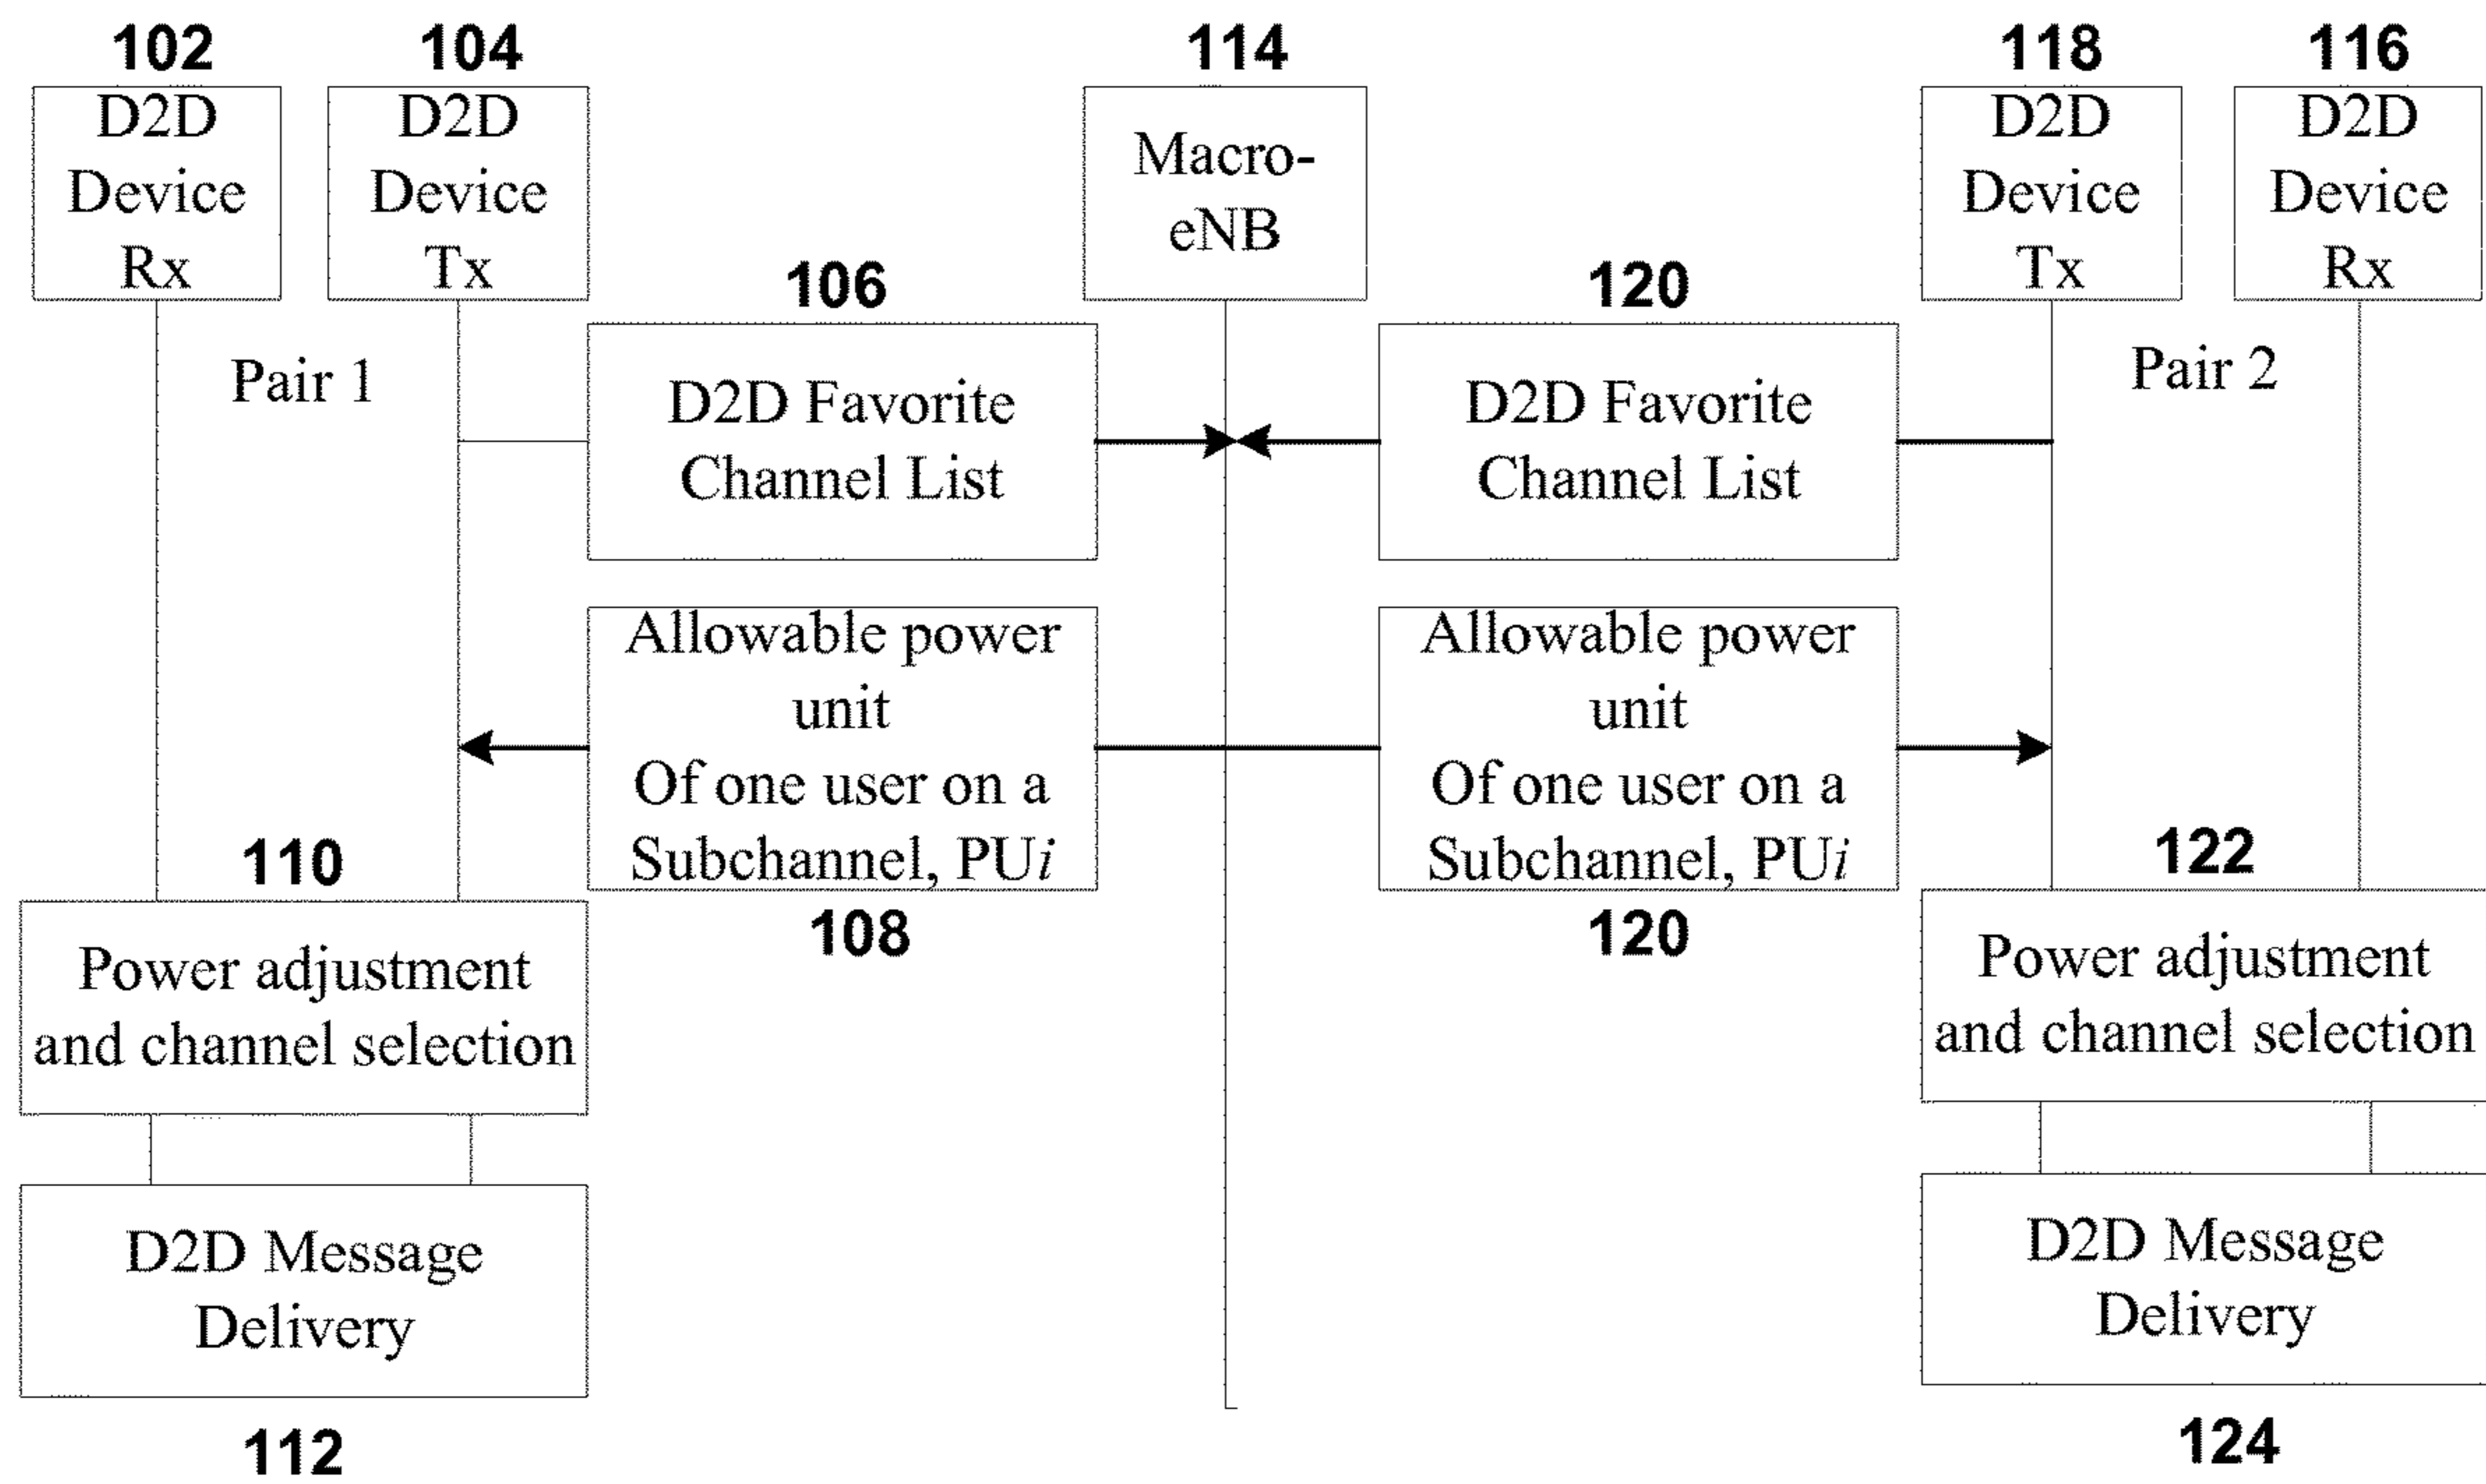 102
104
114
118
116
D2D
Device
Rx
D2D
Device
Tx
Macro-
eNB
D2D
Device
Tx
D2D
Device
Rx
106
120
Pair 1
Pair 2
D2D Favorite
Channel List
D2D Favorite
Channel List
Allowable power
unit
Of one user on a
Subchannel, PUi
Allowable power
unit
Of one user on a
Subchannel, PUi
110
108
120
122
Power adjustment
and channel selection
Power adjustment
and channel selection
D2D Message
Delivery
D2D Message
Delivery
112
124